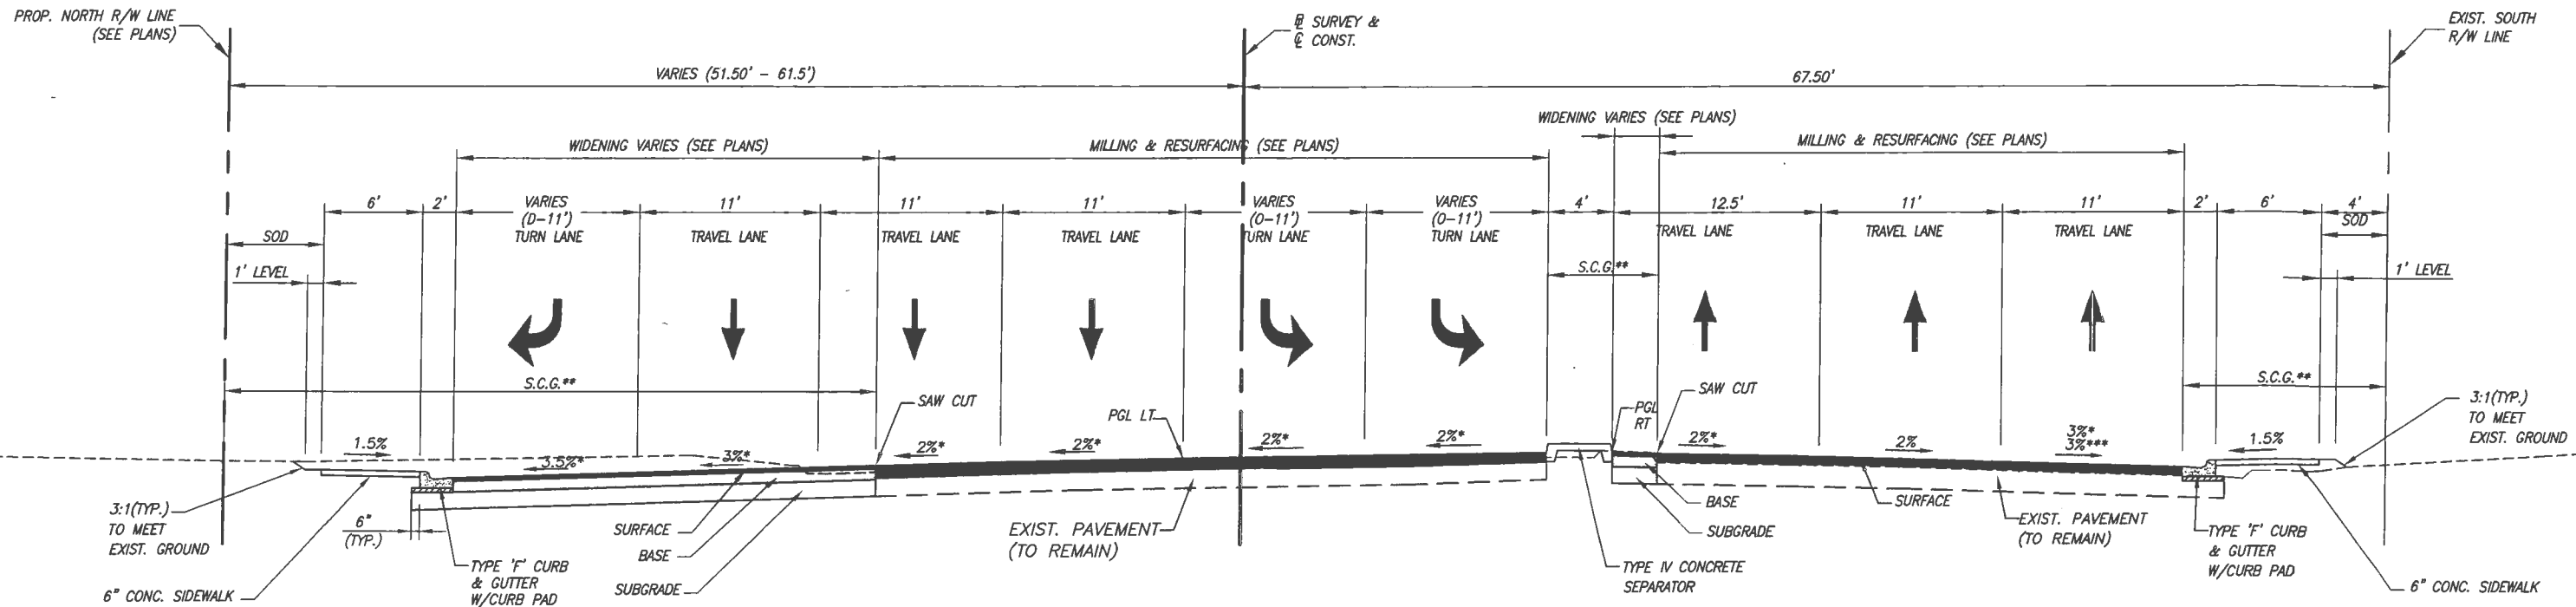 PROP. NORTH R/W LINE
(SEE PLANS)
℄ SURVEY &
℄ CONST.
EXIST. SOUTH
R/W LINE
VARIES (51.50' - 61.5')
67.50'
WIDENING VARIES (SEE PLANS)
WIDENING VARIES (SEE PLANS)
MILLING & RESURFACING (SEE PLANS)
MILLING & RESURFACING (SEE PLANS)
6'
2'
VARIES
(D-11')
TURN LANE
11'
TRAVEL LANE
11'
TRAVEL LANE
11'
TRAVEL LANE
VARIES
(0-11')
TURN LANE
VARIES
(0-11')
TURN LANE
4'
12.5'
TRAVEL LANE
11'
TRAVEL LANE
11'
TRAVEL LANE
2'
6'
4'
SOD
SOD
1' LEVEL
S.C.G.**
1' LEVEL
S.C.G.**
S.C.G.**
SAW CUT
PGL LT
PGL
RT
SAW CUT
3:1(TYP.)
TO MEET
EXIST. GROUND
1.5%
3.5%*
3%*
2%*
2%*
2%*
2%*
2%*
2%
3%*
3%***
1.5%
3:1(TYP.)
TO MEET
EXIST. GROUND
6"
(TYP.)
6" CONC. SIDEWALK
TYPE 'F' CURB
& GUTTER
W/CURB PAD
SURFACE
BASE
SUBGRADE
EXIST. PAVEMENT
(TO REMAIN)
TYPE IV CONCRETE
SEPARATOR
BASE
SUBGRADE
SURFACE
EXIST. PAVEMENT
(TO REMAIN)
TYPE 'F' CURB
& GUTTER
W/CURB PAD
6" CONC. SIDEWALK